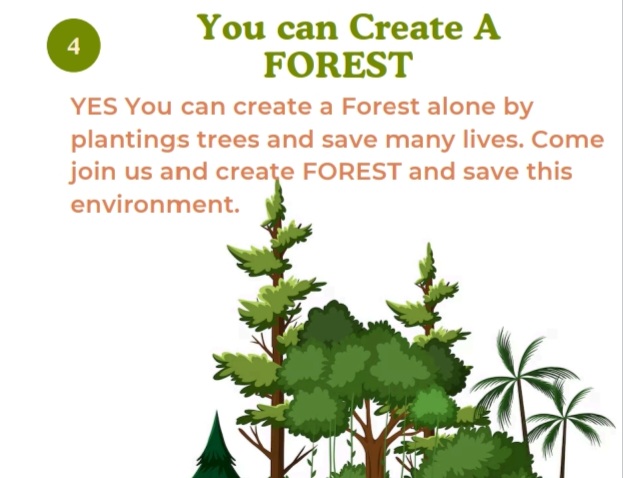 4
You can Create A
FOREST
YES You can create a Forest alone by
plantings trees and save many lives. Come
join us and create FOREST and save this
environment.